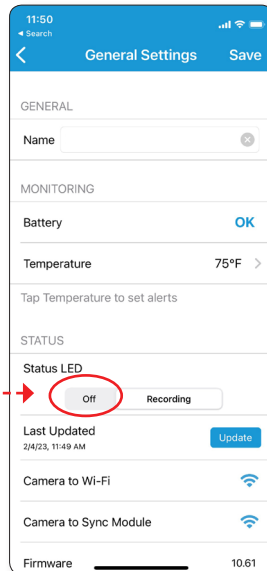 11:50
◄ Search
General Settings Save
GENERAL
Name
MONITORING
Battery OK
Temperature 75°F
Tap Temperature to set alerts
STATUS
Status LED
Off Recording
Last Updated
2/4/23, 11:49 AM
Update
Camera to Wi-Fi
Camera to Sync Module
Firmware 10.61